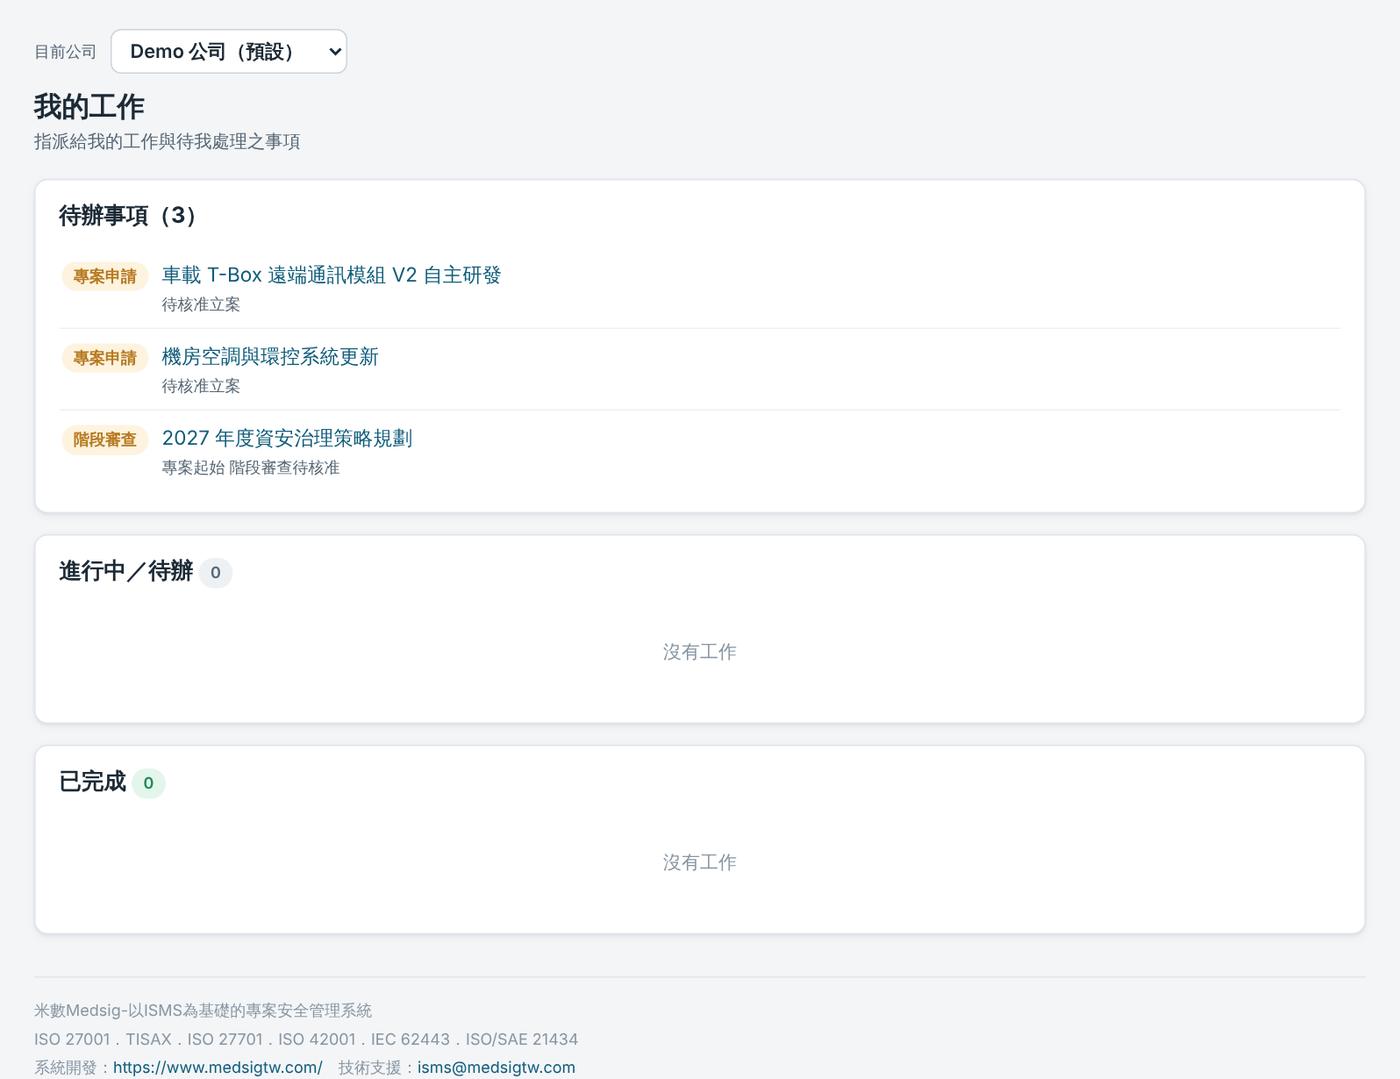 目前公司 Demo 公司（預設）
我的工作
指派給我的工作與待我處理之事項
待辦事項（3）
專案申請 車載 T-Box 遠端通訊模組 V2 自主研發
待核准立案
專案申請 機房空調與環控系統更新
待核准立案
階段審查 2027 年度資安治理策略規劃
專案起始 階段審查待核准
進行中／待辦 0
沒有工作
已完成 0
沒有工作
米數Medsig-以ISMS為基礎的專案安全管理系統
ISO 27001．TISAX．ISO 27701．ISO 42001．IEC 62443．ISO/SAE 21434
系統開發：https://www.medsigtw.com/ 技術支援：isms@medsigtw.com